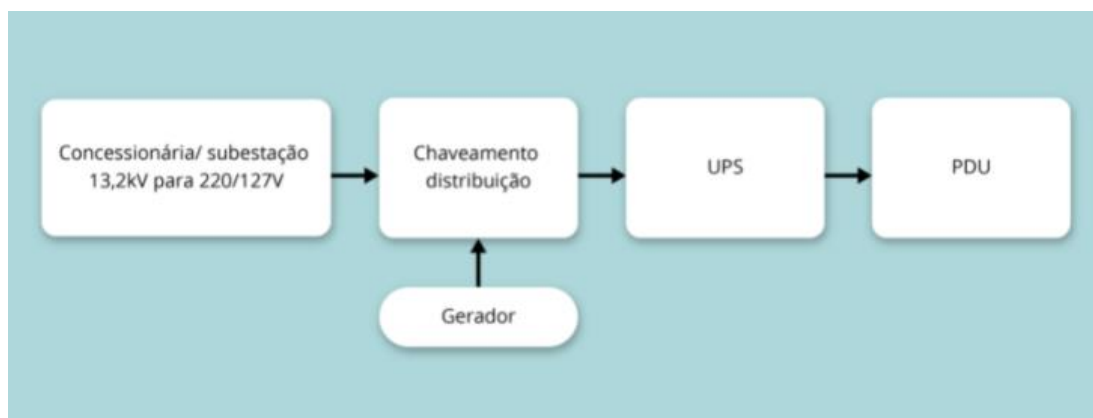 Concessionária/ subestação
13,2kV para 220/127V
Chaveamento
distribuição
UPS
PDU
Gerador